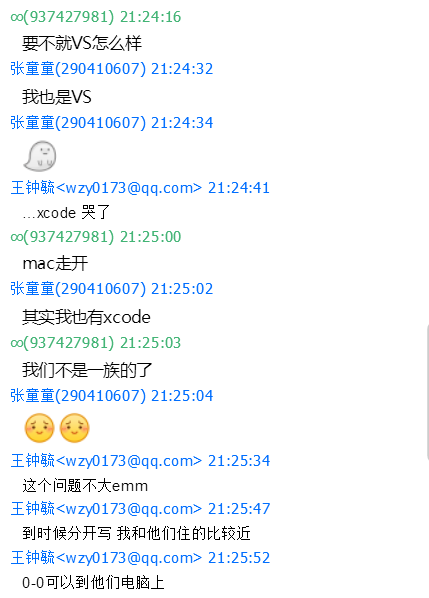 ∞(937427981) 21:24:16
要不就VS怎么样
张童童(290410607) 21:24:32
我也是VS
张童童(290410607) 21:24:34
王钟毓<wzy0173@qq.com> 21:24:41
...xcode 哭了
∞(937427981) 21:25:00
mac走开
张童童(290410607) 21:25:02
其实我也有xcode
∞(937427981) 21:25:03
我们不是一族的了
张童童(290410607) 21:25:04
王钟毓<wzy0173@qq.com> 21:25:34
这个问题不大emm
王钟毓<wzy0173@qq.com> 21:25:47
到时候分开写 我和他们住的比较近
王钟毓<wzy0173@qq.com> 21:25:52
0-0可以到他们电脑上